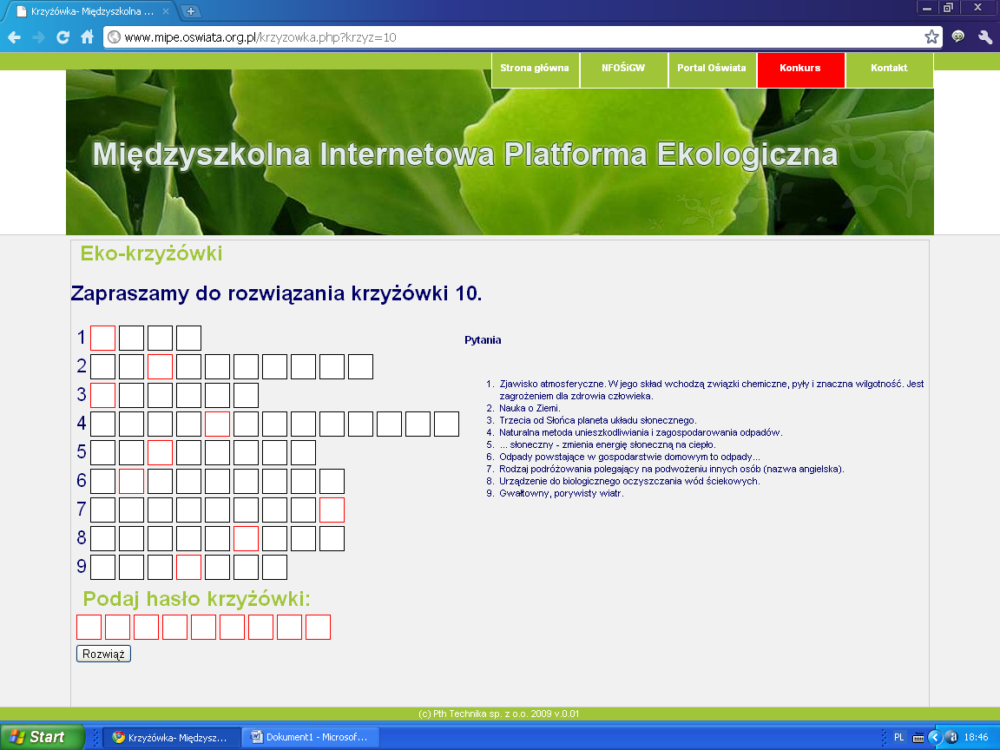 Krzyżówka- Międzyszkolna ...
www.mipe.oswiata.org.pl/krzyzowka.php?krzyz=10
Strona główna NFOŚiGW Portal Oświata Konkurs Kontakt
Międzyszkolna Internetowa Platforma Ekologiczna
Eko-krzyżówki
Zapraszamy do rozwiązania krzyżówki 10.
1
2
3
4
5
6
7
8
9
Pytania
1. Zjawisko atmosferyczne. W jego skład wchodzą związki chemiczne, pyły i znaczna wilgotność. Jest
zagrożeniem dla zdrowia człowieka.
2. Nauka o Ziemi.
3. Trzecia od Słońca planeta układu słonecznego.
4. Naturalna metoda unieszkodliwiania i zagospodarowania odpadów.
5. ... słoneczny - zmienia energię słoneczną na ciepło.
6. Odpady powstające w gospodarstwie domowym to odpady...
7. Rodzaj podróżowania polegający na podwożeniu innych osób (nazwa angielska).
8. Urządzenie do biologicznego oczyszczania wód ściekowych.
9. Gwałtowny, porywisty wiatr.
Podaj hasło krzyżówki:
Rozwiąż
(c) Pth Technika sp. z o.o. 2009 v.0.01
Start Krzyżówka- Międzysz... Dokument1 - Microsof... PL 18:46